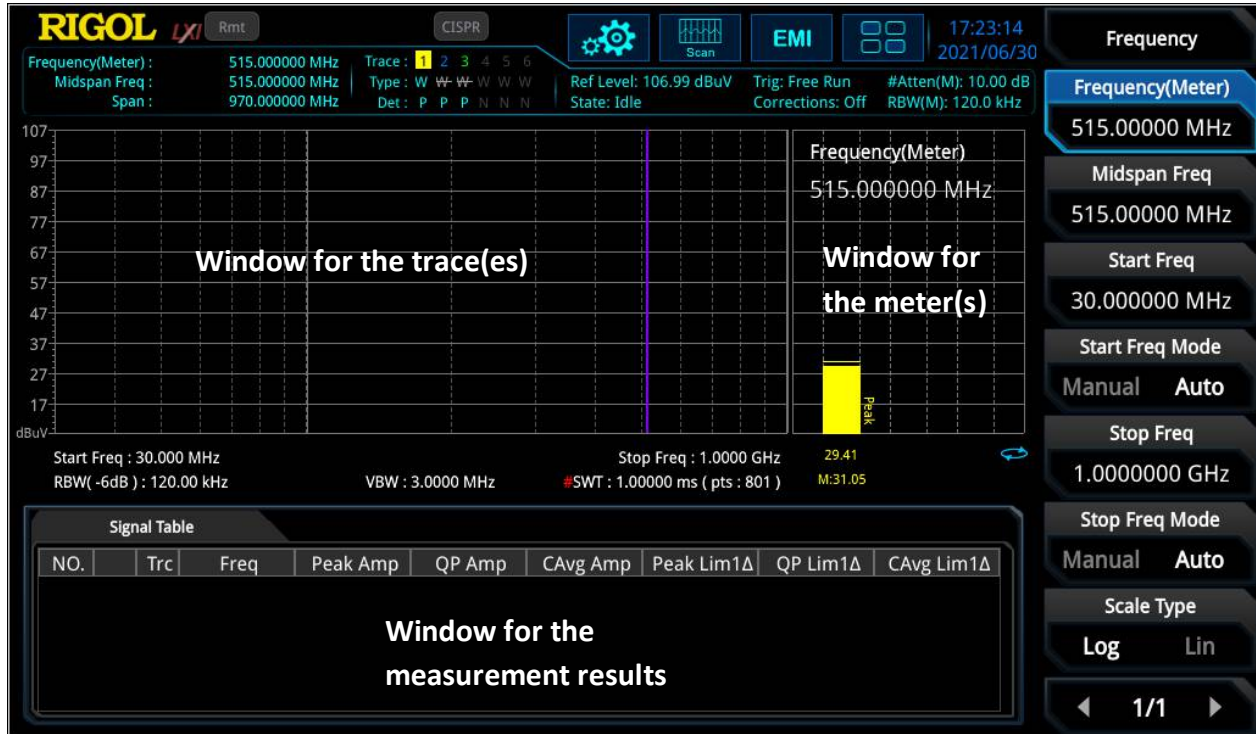 RIGOL LXI Rmt CISPR
Scan
EMI
17:23:14
2021/06/30
Frequency(Meter) : 515.000000 MHz
Midspan Freq : 515.000000 MHz
Span : 970.000000 MHz
Trace : 1 2 3 4 5 6
Type : W W W W W W
Det : P P P N N N
Ref Level: 106.99 dBuV Trig: Free Run #Atten(M): 10.00 dB
State: Idle Corrections: Off RBW(M): 120.0 kHz
107
97
87
77
67
57
47
37
27
17
dBuV
Window for the trace(es)
Frequency(Meter)
515.000000 MHz
Window for
the meter(s)
Peak
29.41
M:31.05
Start Freq : 30.000 MHz Stop Freq : 1.0000 GHz
RBW( -6dB ) : 120.00 kHz VBW : 3.0000 MHz #SWT : 1.00000 ms ( pts : 801 )
Signal Table
NO. Trc Freq Peak Amp QP Amp CAvg Amp Peak Lim1Δ QP Lim1Δ CAvg Lim1Δ
Window for the
measurement results
Frequency
Frequency(Meter)
515.00000 MHz
Midspan Freq
515.00000 MHz
Start Freq
30.000000 MHz
Start Freq Mode
Manual Auto
Stop Freq
1.0000000 GHz
Stop Freq Mode
Manual Auto
Scale Type
Log Lin
1/1